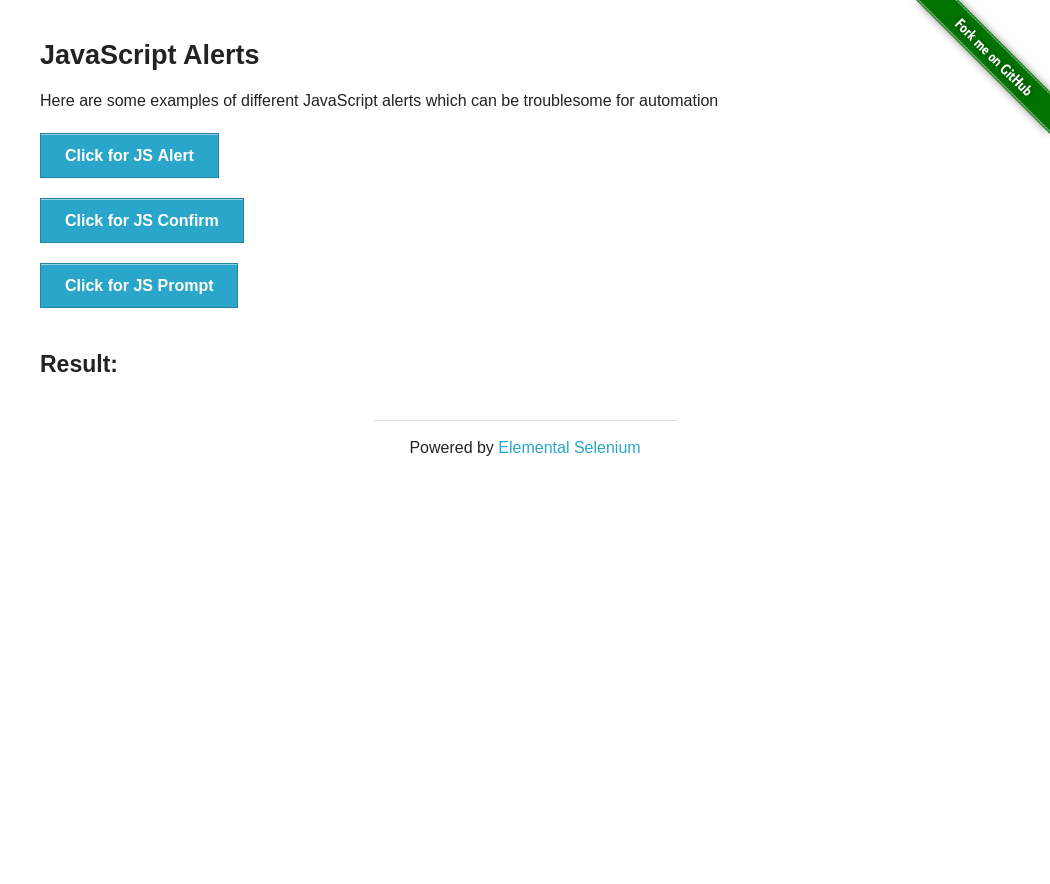 Fork me on GitHub
JavaScript Alerts
Here are some examples of different JavaScript alerts which can be troublesome for automation
Click for JS Alert
Click for JS Confirm
Click for JS Prompt
Result:
Powered by Elemental Selenium